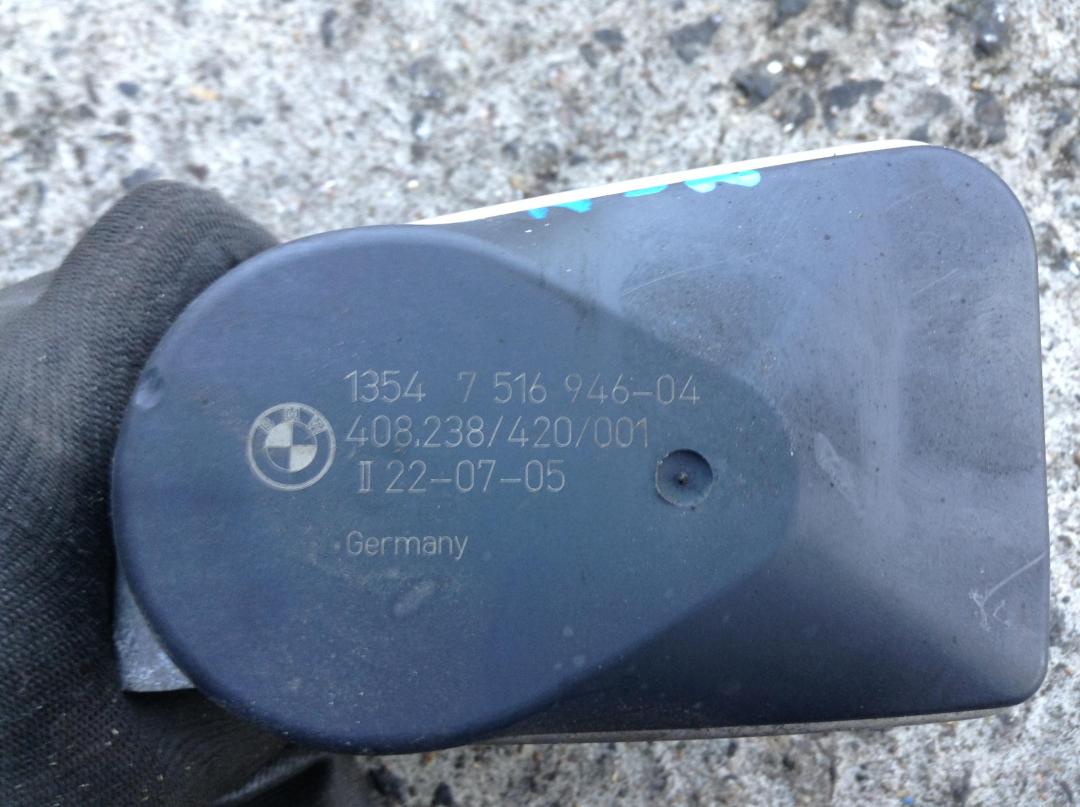 1354 7 516 946-04
408.238/420/001
II 22-07-05
Germany